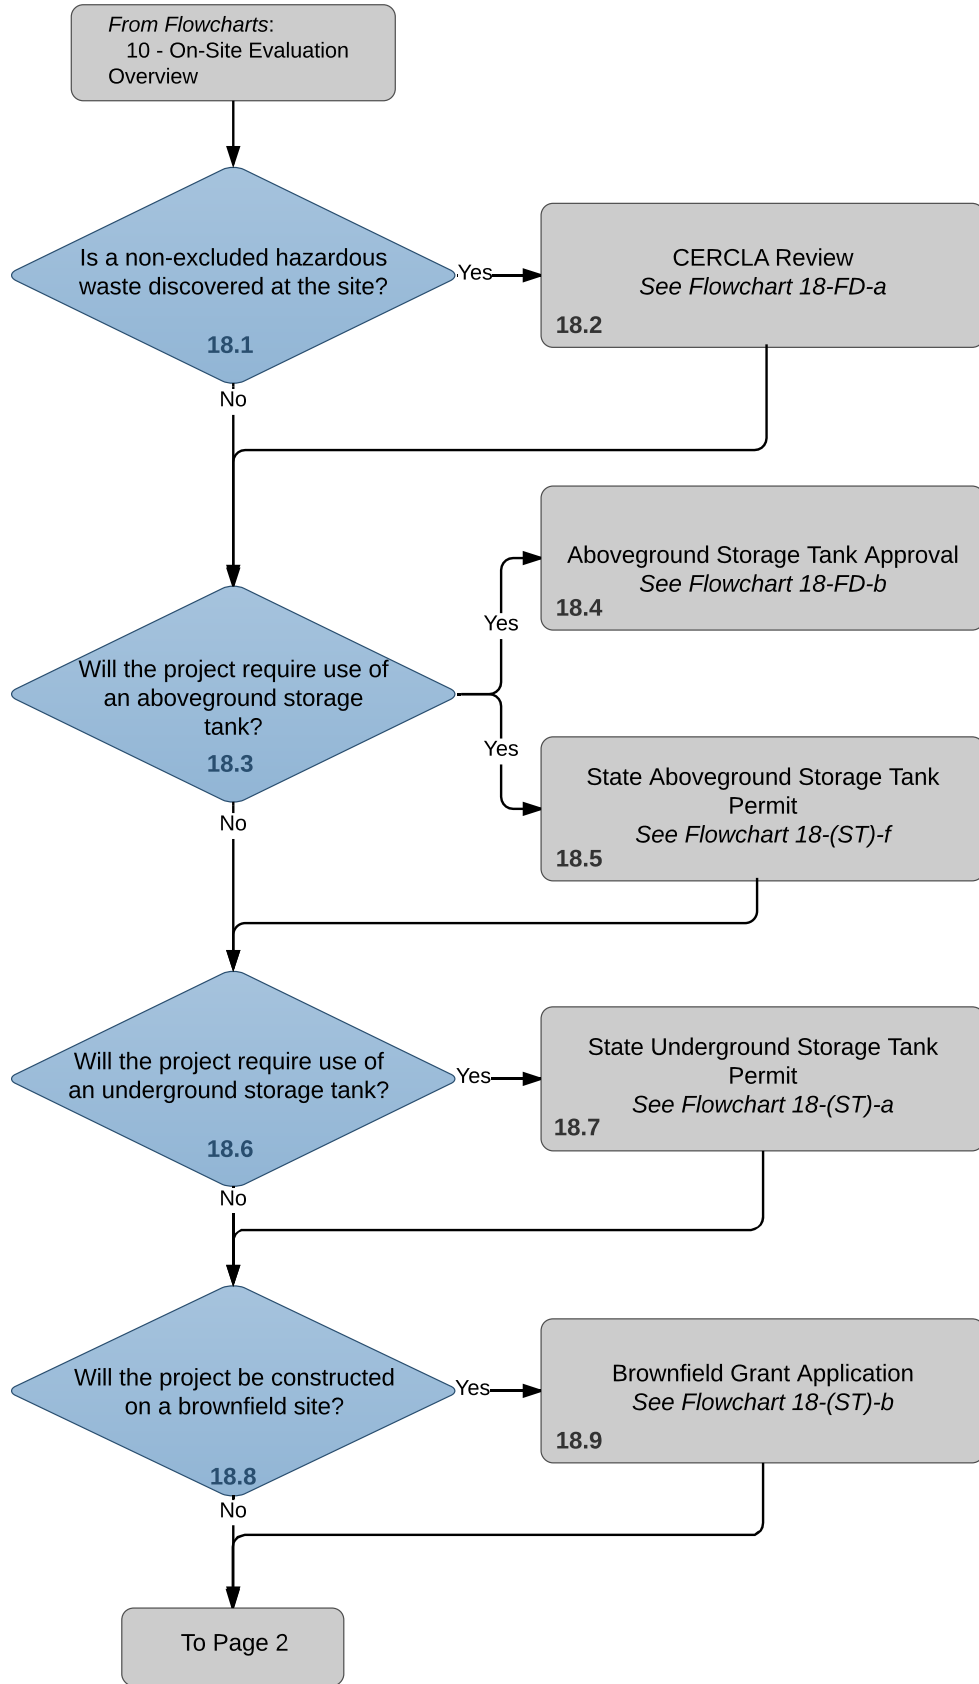 From Flowcharts:
10 - On-Site Evaluation
Overview
Is a non-excluded hazardous
waste discovered at the site?
18.1
Yes
CERCLA Review
See Flowchart 18-FD-a
18.2
No
Aboveground Storage Tank Approval
See Flowchart 18-FD-b
18.4
Yes
Will the project require use of
an aboveground storage
tank?
18.3
Yes
State Aboveground Storage Tank
Permit
See Flowchart 18-(ST)-f
18.5
No
Will the project require use of
an underground storage tank?
18.6
Yes
State Underground Storage Tank
Permit
See Flowchart 18-(ST)-a
18.7
No
Will the project be constructed
on a brownfield site?
18.8
Yes
Brownfield Grant Application
See Flowchart 18-(ST)-b
18.9
No
To Page 2